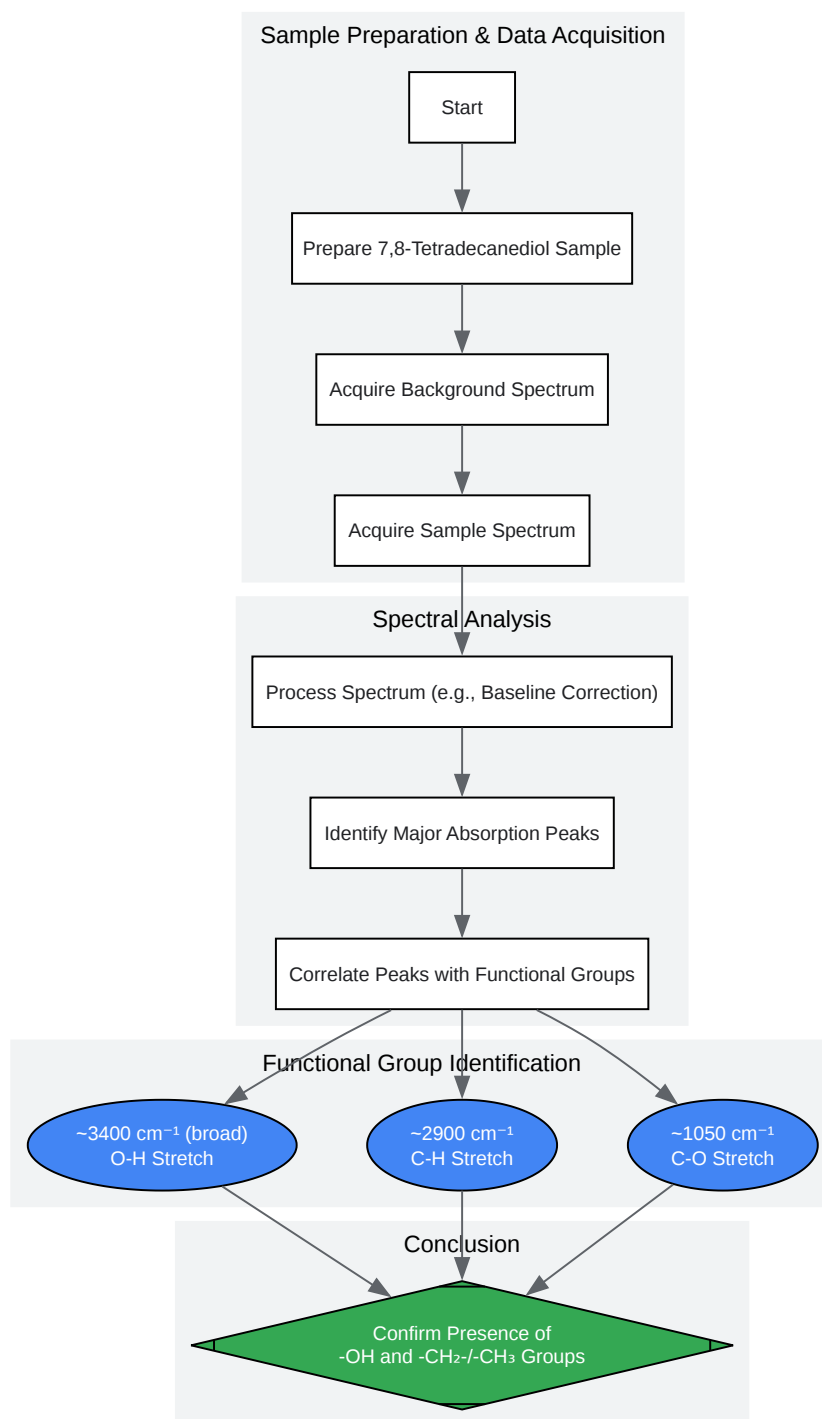 Sample Preparation & Data Acquisition
Start
Prepare 7,8-Tetradecanediol Sample
Acquire Background Spectrum
Acquire Sample Spectrum
Spectral Analysis
Process Spectrum (e.g., Baseline Correction)
Identify Major Absorption Peaks
Correlate Peaks with Functional Groups
Functional Group Identification
~3400 cm⁻¹ (broad)
O-H Stretch
~2900 cm⁻¹
C-H Stretch
~1050 cm⁻¹
C-O Stretch
Conclusion
Confirm Presence of
-OH and -CH₂-/-CH₃ Groups